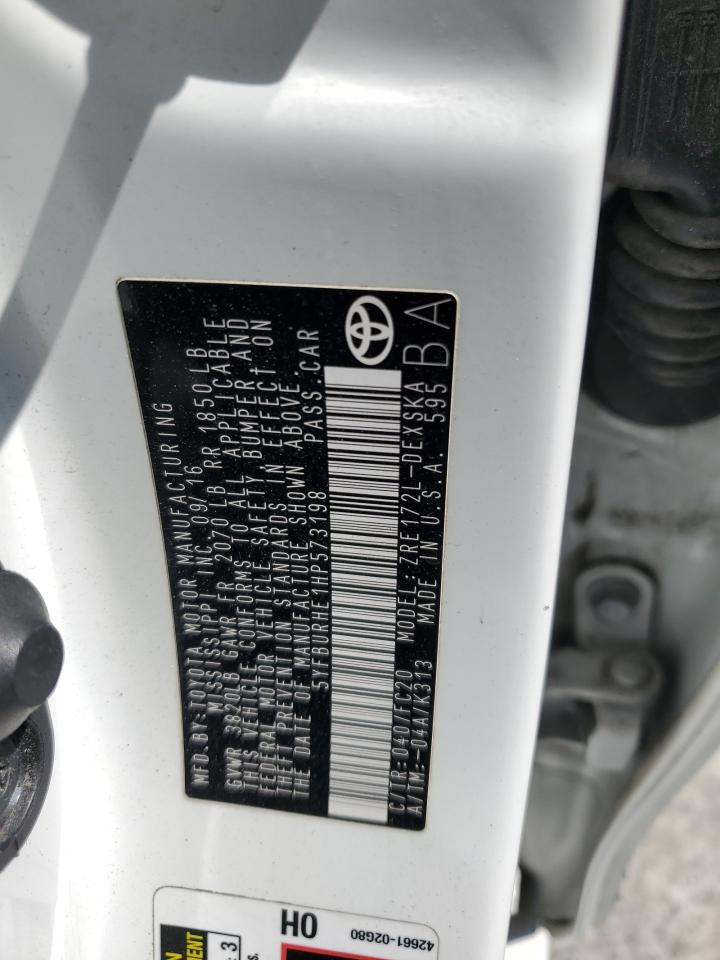 MFD.BY:TOYOTA MOTOR MANUFACTURING
MISSISSIPPI, INC. 09/16
GVWR 3820LB GAWR FR 2070 LB RR 1850 LB
THIS VEHICLE CONFORMS TO ALL APPLICABLE
FEDERAL MOTOR VEHICLE SAFETY, BUMPER AND
THEFT PREVENTION STANDARDS IN EFFECT ON
THE DATE OF MANUFACTURE SHOWN ABOVE.
5YFBURHE1HP573198 PASS.CAR
C/TR:040/FC20 MODEL:ZRE172L-DEXSKA
A/TM:-04A/K313 MADE IN U.S.A. 595
BA
OH
42661-02G80
3